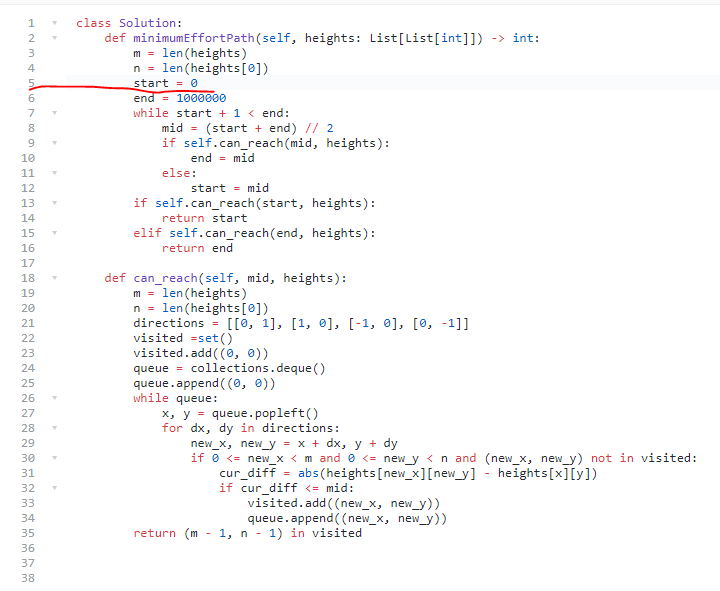 1 class Solution:
2     def minimumEffortPath(self, heights: List[List[int]]) -> int:
3         m = len(heights)
4         n = len(heights[0])
5         start = 0
6         end = 1000000
7         while start + 1 < end:
8             mid = (start + end) // 2
9             if self.can_reach(mid, heights):
10                 end = mid
11             else:
12                 start = mid
13         if self.can_reach(start, heights):
14             return start
15         elif self.can_reach(end, heights):
16             return end
17
18     def can_reach(self, mid, heights):
19         m = len(heights)
20         n = len(heights[0])
21         directions = [[0, 1], [1, 0], [-1, 0], [0, -1]]
22         visited =set()
23         visited.add((0, 0))
24         queue = collections.deque()
25         queue.append((0, 0))
26         while queue:
27             x, y = queue.popleft()
28             for dx, dy in directions:
29                 new_x, new_y = x + dx, y + dy
30                 if 0 <= new_x < m and 0 <= new_y < n and (new_x, new_y) not in visited:
31                     cur_diff = abs(heights[new_x][new_y] - heights[x][y])
32                     if cur_diff <= mid:
33                         visited.add((new_x, new_y))
34                         queue.append((new_x, new_y))
35         return (m - 1, n - 1) in visited
36
37
38